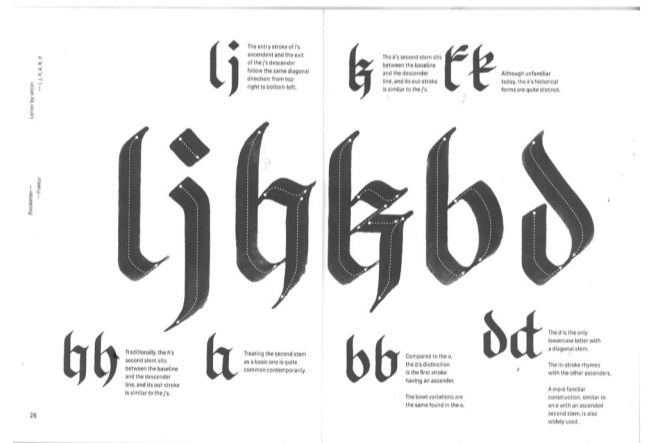 Letter by letter
— l, j, h, k, b, d
Blackletter—
—Fraktur
lj
The entry stroke of l's
ascendent and the exit
of the j's descender
follow the same diagonal
direction: from top-
right to bottom-left.
k
The k's second stem sits
between the baseline
and the descender
line, and its out-stroke
is similar to the j's.
Although unfamiliar
today, the k's historical
forms are quite distinct.
ljhkbd
hh
Traditionally, the h's
second stem sits
between the baseline
and the descender
line, and its out-stroke
is similar to the j's.
h
Treating the second stem
as a basic one is quite
common contemporarily.
bb
Compared to the o,
the b's distinction
is the first stroke
having an ascender.
The bowl variations are
the same found in the o.
dd
The d is the only
lowercase letter with
a diagonal stem.
The in-stroke rhymes
with the other ascenders.
A more familiar
construction, similar to
an a with an ascended
second stem, is also
widely used.
28